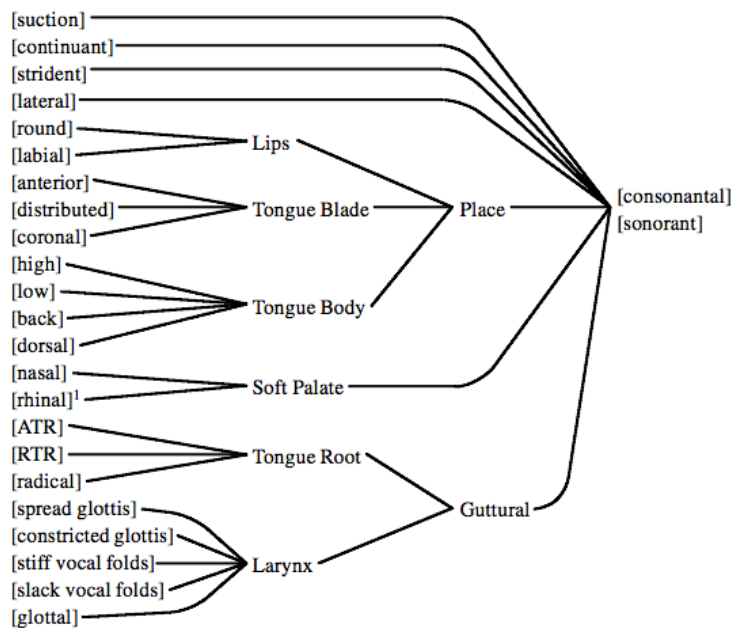 [suction]
[continuant]
[strident]
[lateral]
[round]
[labial]
Lips
[anterior]
[distributed]
[coronal]
Tongue Blade
Place
[consonantal]
[sonorant]
[high]
[low]
[back]
[dorsal]
Tongue Body
[nasal]
[rhinal]¹
Soft Palate
[ATR]
[RTR]
[radical]
Tongue Root
Guttural
[spread glottis]
[constricted glottis]
[stiff vocal folds]
[slack vocal folds]
[glottal]
Larynx